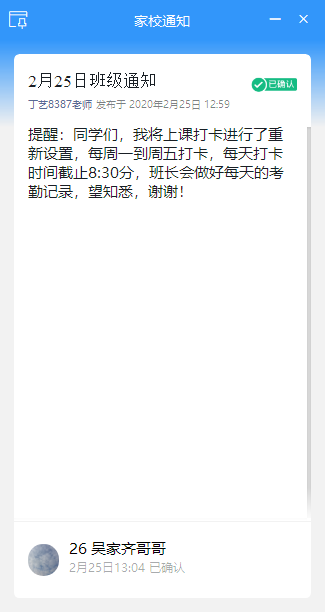 家校通知
2月25日班级通知
已确认
丁艺8387老师 发布于 2020年2月25日 12:59
提醒：同学们，我将上课打卡进行了重
新设置，每周一到周五打卡，每天打卡
时间截止8:30分，班长会做好每天的考
勤记录，望知悉，谢谢！
26 吴家齐哥哥
2月25日13:04 已确认